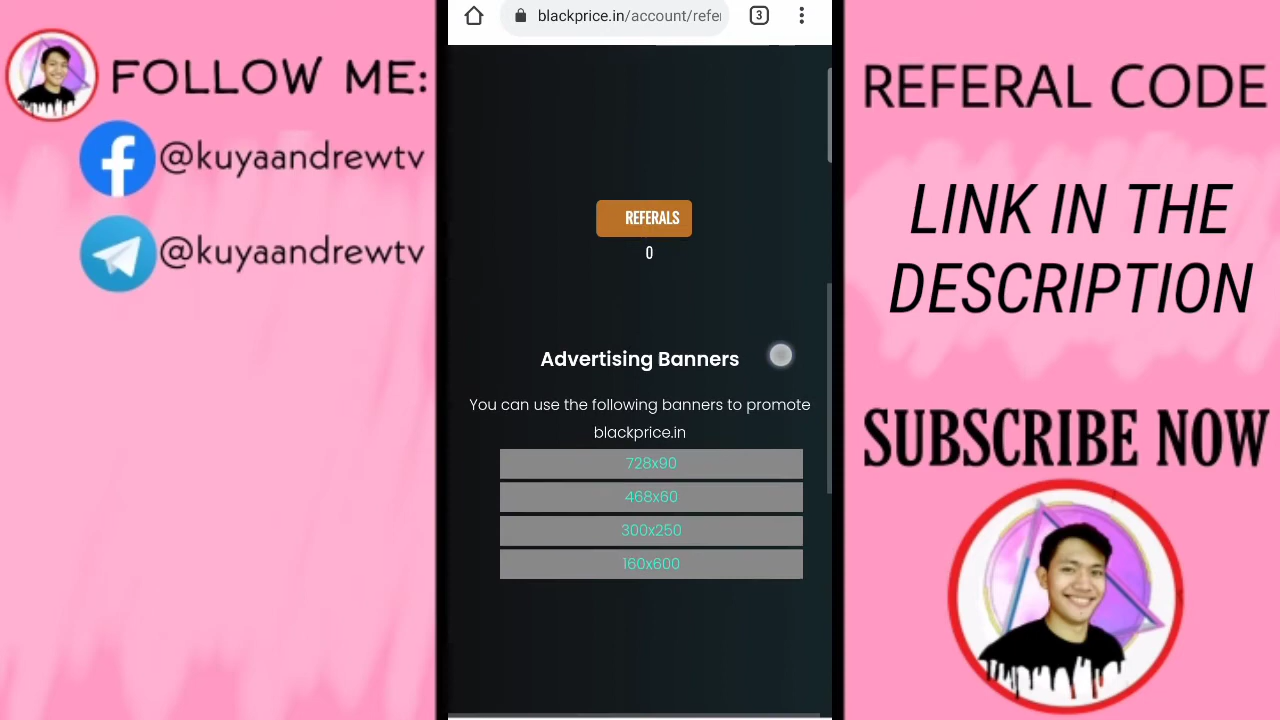 FOLLOW ME:
@kuyaandrewtv
@kuyaandrewtv
blackprice.in/account/refe
3
REFERRALS
0
Advertising Banners
You can use the following banners to promote
blackprice.in
728x90
468x60
300x250
160x600
REFERAL CODE
LINK IN THE
DESCRIPTION
SUBSCRIBE NOW